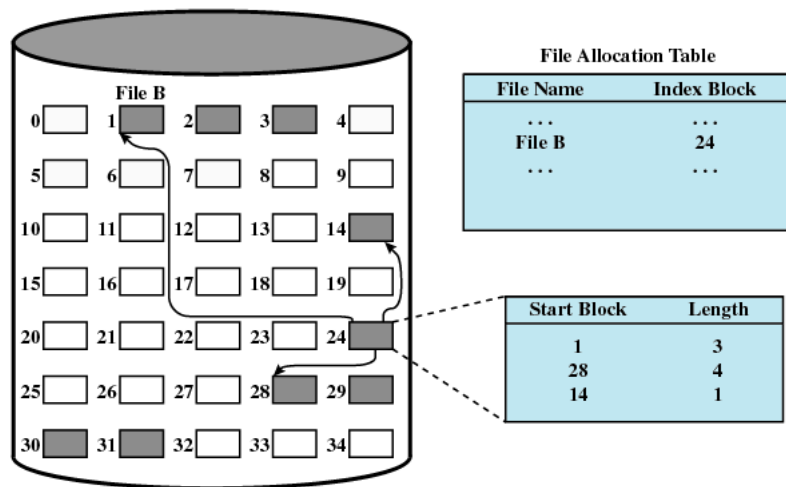 File B
0 1 2 3 4
5 6 7 8 9
10 11 12 13 14
15 16 17 18 19
20 21 22 23 24
25 26 27 28 29
30 31 32 33 34
File Allocation Table
File Name Index Block
... ...
File B 24
... ...
Start Block Length
1 3
28 4
14 1